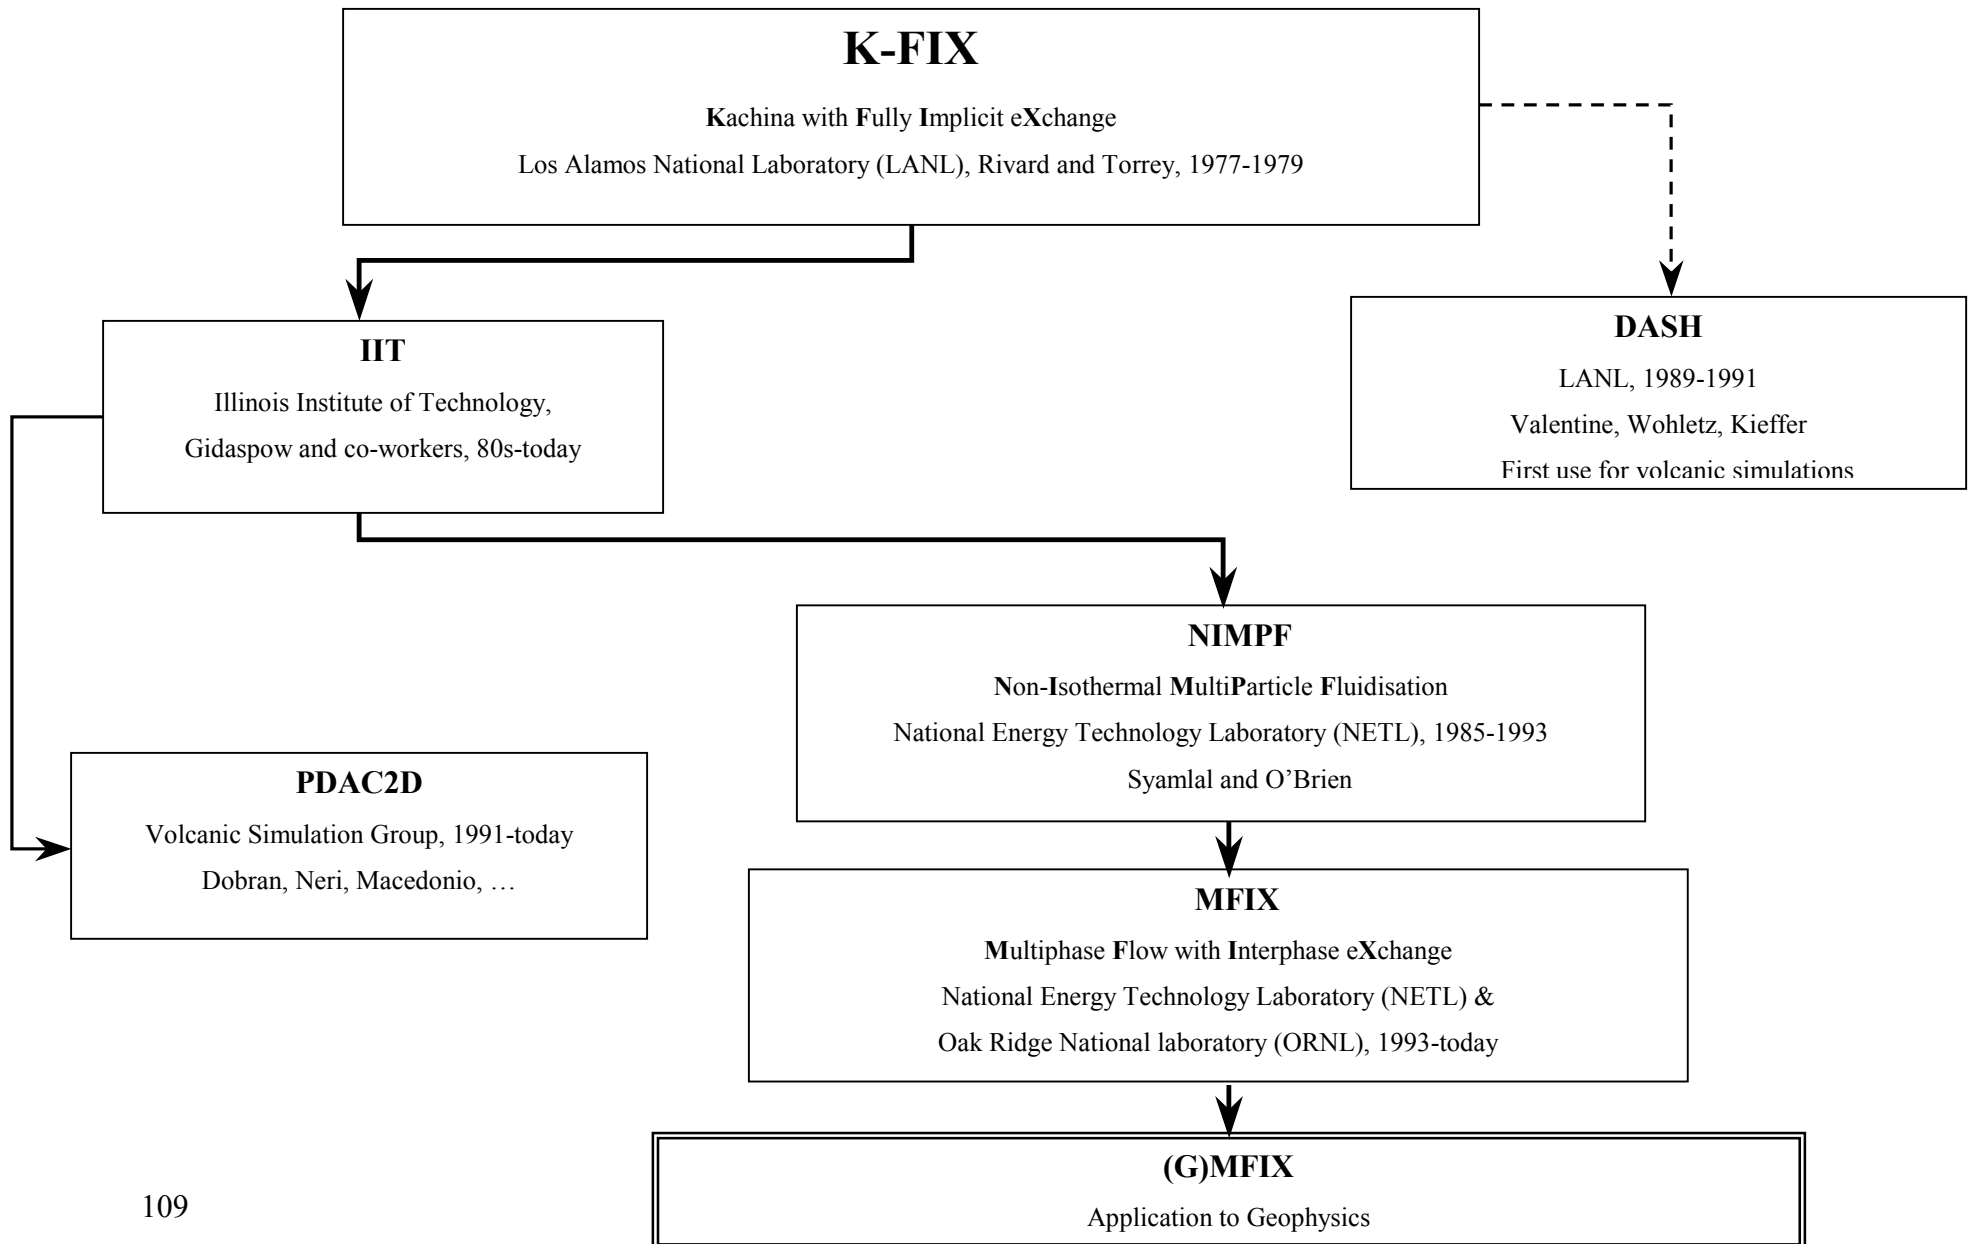 K-FIX
Kachina with Fully Implicit eXchange
Los Alamos National Laboratory (LANL), Rivard and Torrey, 1977-1979
IIT
Illinois Institute of Technology,
Gidaspow and co-workers, 80s-today
DASH
LANL, 1989-1991
Valentine, Wohletz, Kieffer
First use for volcanic simulations
NIMPF
Non-Isothermal MultiParticle Fluidisation
National Energy Technology Laboratory (NETL), 1985-1993
Syamlal and O’Brien
PDAC2D
Volcanic Simulation Group, 1991-today
Dobran, Neri, Macedonio, …
MFIX
Multiphase Flow with Interphase eXchange
National Energy Technology Laboratory (NETL) &
Oak Ridge National laboratory (ORNL), 1993-today
(G)MFIX
Application to Geophysics
109